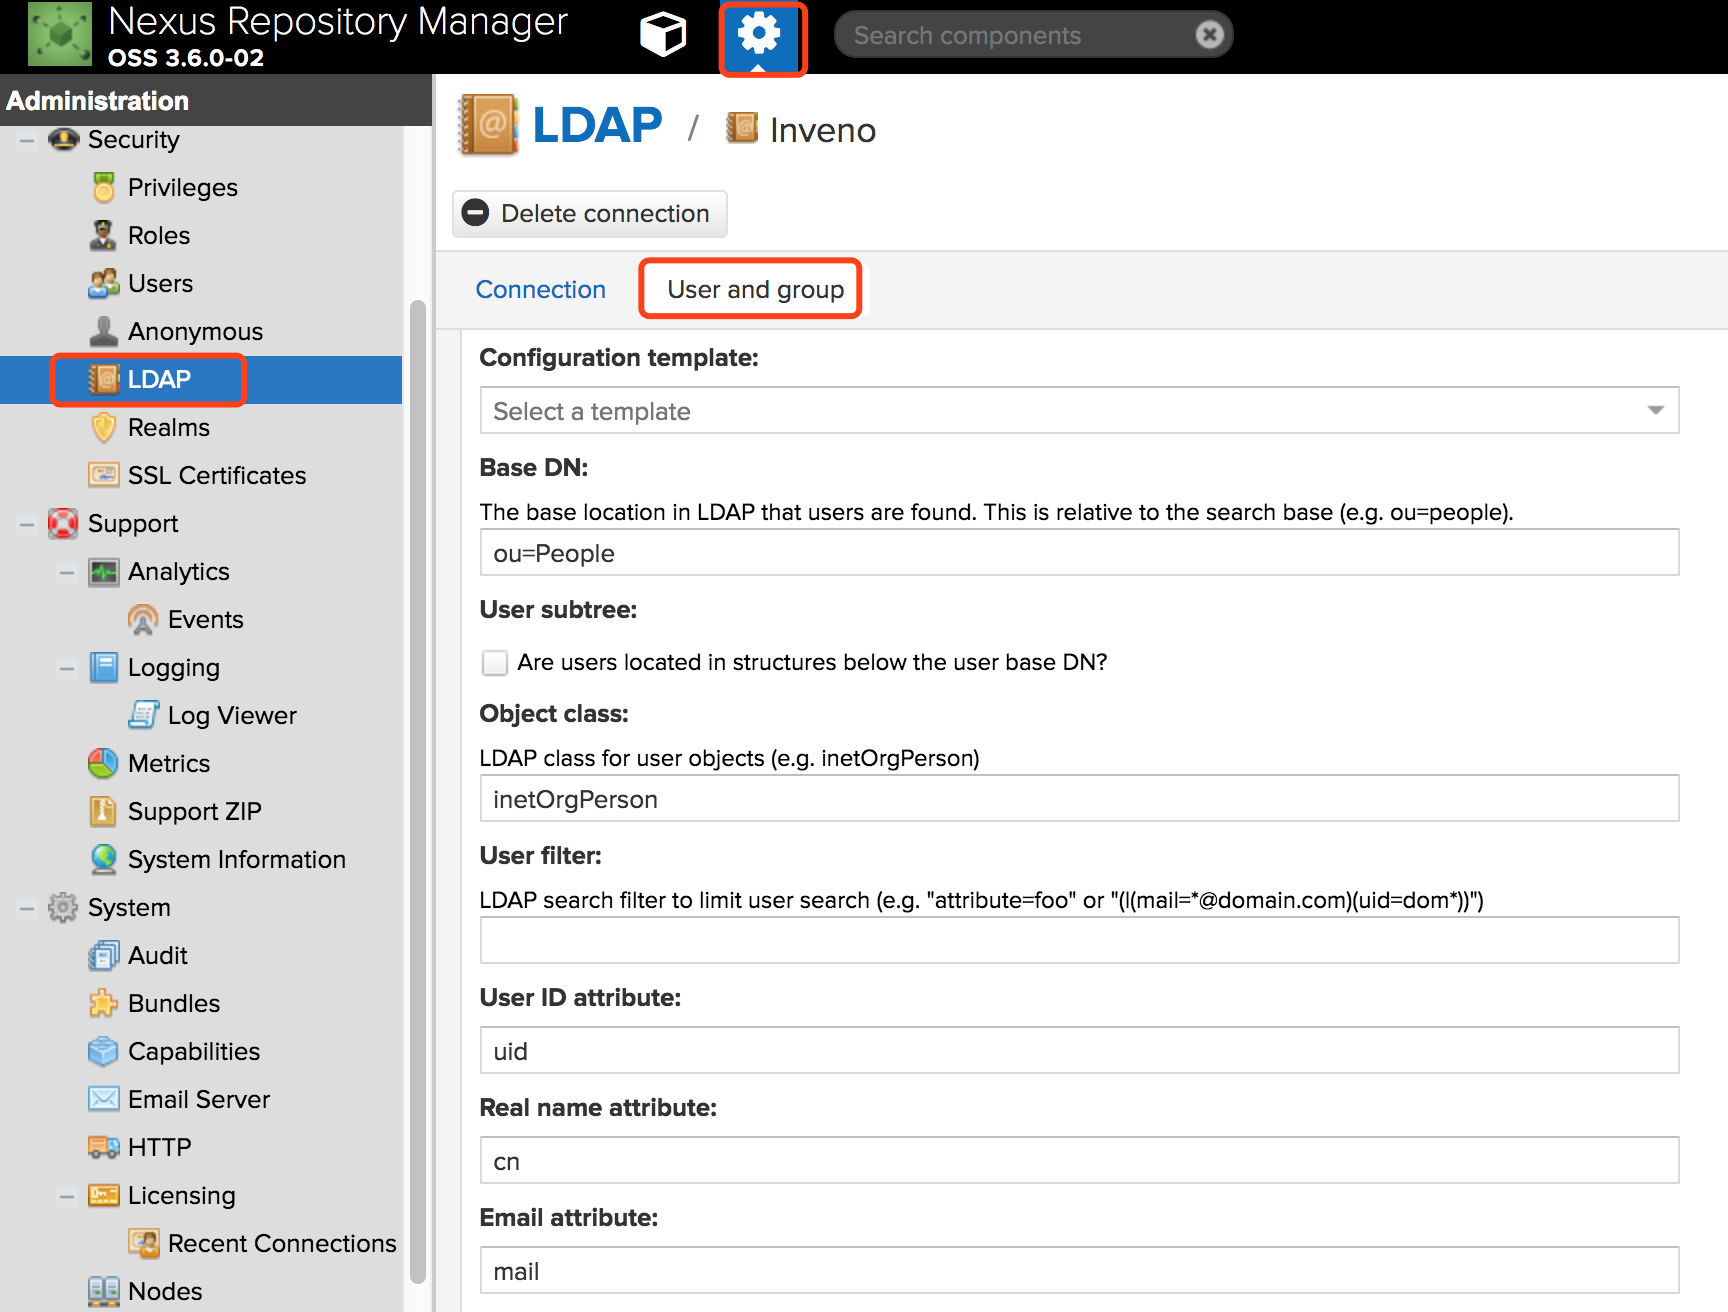 Nexus Repository Manager
OSS 3.6.0-02
Search components
Administration
Security
Privileges
Roles
Users
Anonymous
LDAP
Realms
SSL Certificates
Support
Analytics
Events
Logging
Log Viewer
Metrics
Support ZIP
System Information
System
Audit
Bundles
Capabilities
Email Server
HTTP
Licensing
Recent Connections
Nodes
LDAP / Inveno
Delete connection
Connection
User and group
Configuration template:
Select a template
Base DN:
The base location in LDAP that users are found. This is relative to the search base (e.g. ou=people).
ou=People
User subtree:
Are users located in structures below the user base DN?
Object class:
LDAP class for user objects (e.g. inetOrgPerson)
inetOrgPerson
User filter:
LDAP search filter to limit user search (e.g. "attribute=foo" or "(|(mail=*@domain.com)(uid=dom*))")
User ID attribute:
uid
Real name attribute:
cn
Email attribute:
mail